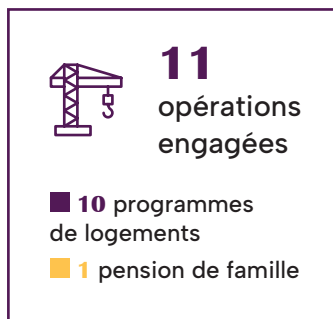 11
opérations
engagées
10 programmes
de logements
1 pension de famille